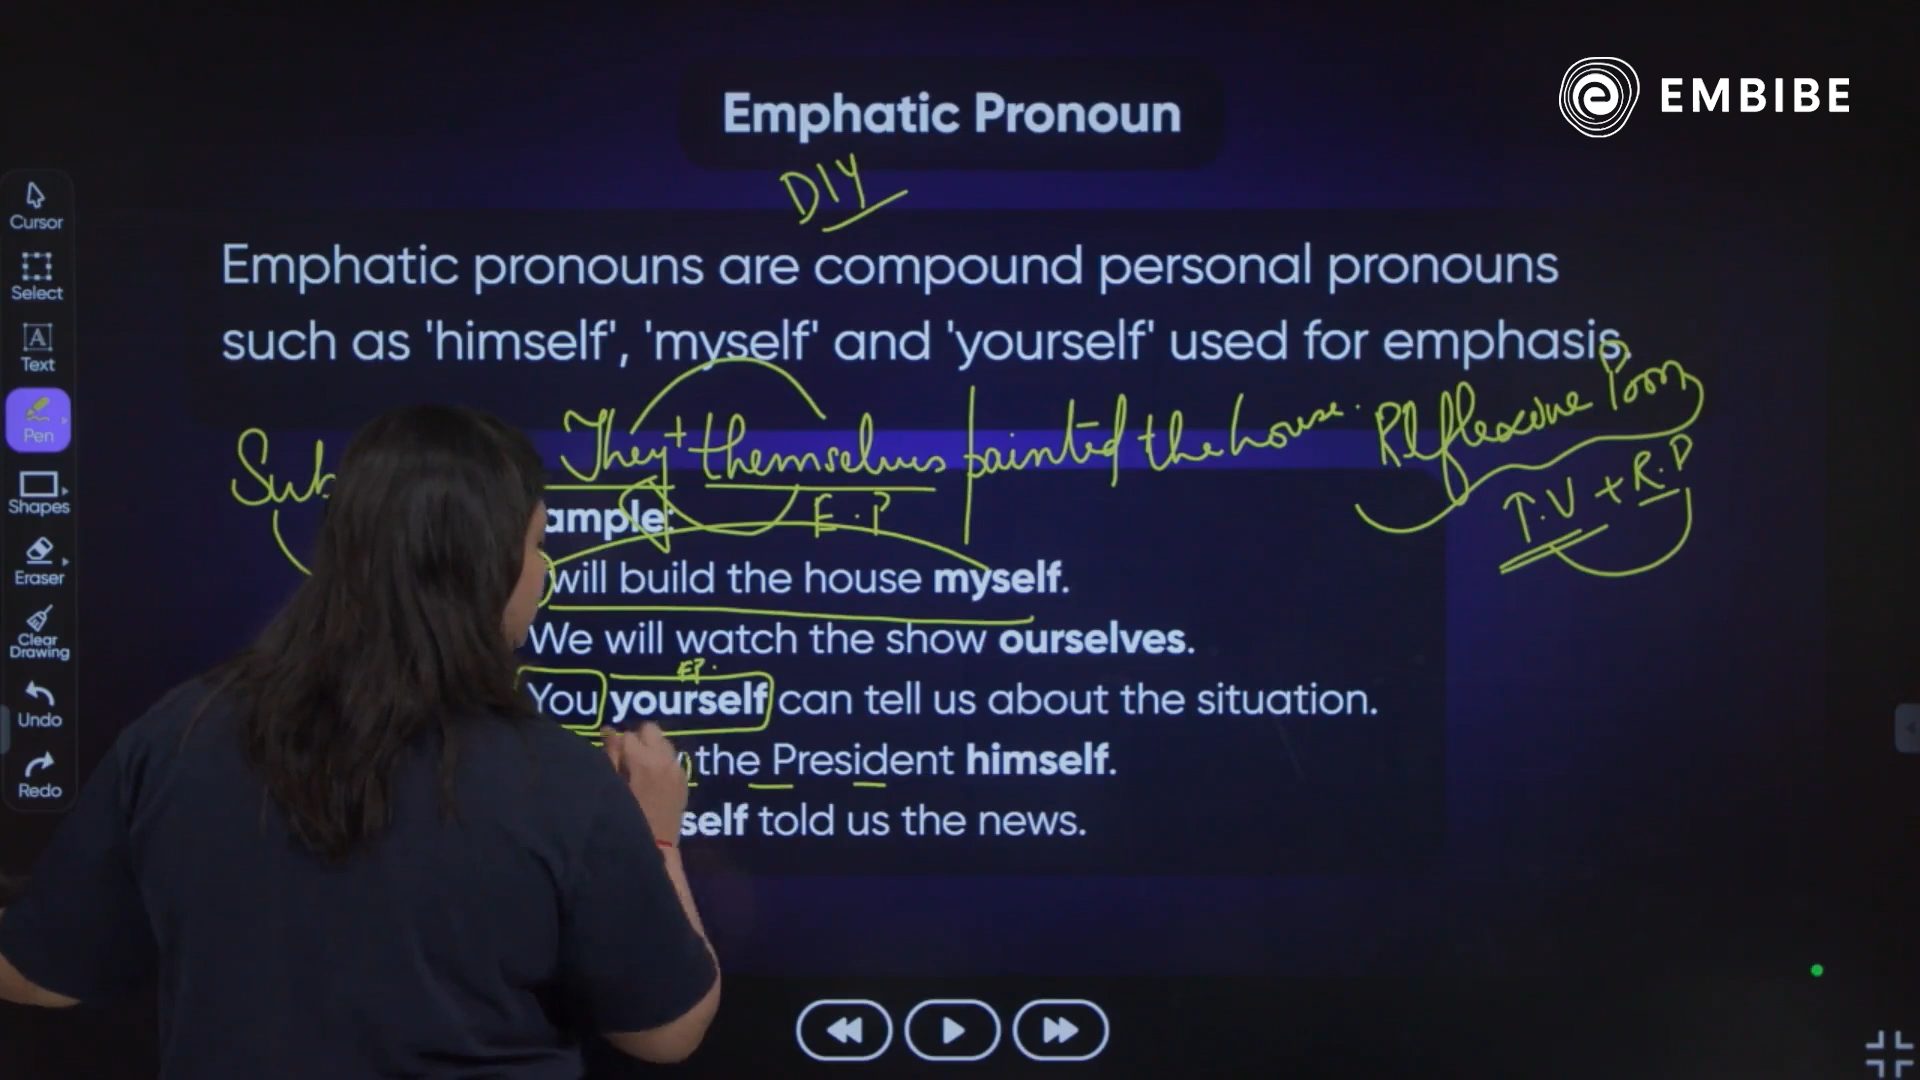 EMBIBE
Emphatic Pronoun
DIY
Emphatic pronouns are compound personal pronouns
such as 'himself', 'myself' and 'yourself' used for emphasis.
Sub They + themselves painted the house. Reflexive
T.V + R.P
E.P
ample:
will build the house myself.
We will watch the show ourselves.
E.P.
You yourself can tell us about the situation.
the President himself.
self told us the news.
Cursor
Select
Text
Pen
Shapes
Eraser
Clear
Drawing
Undo
Redo